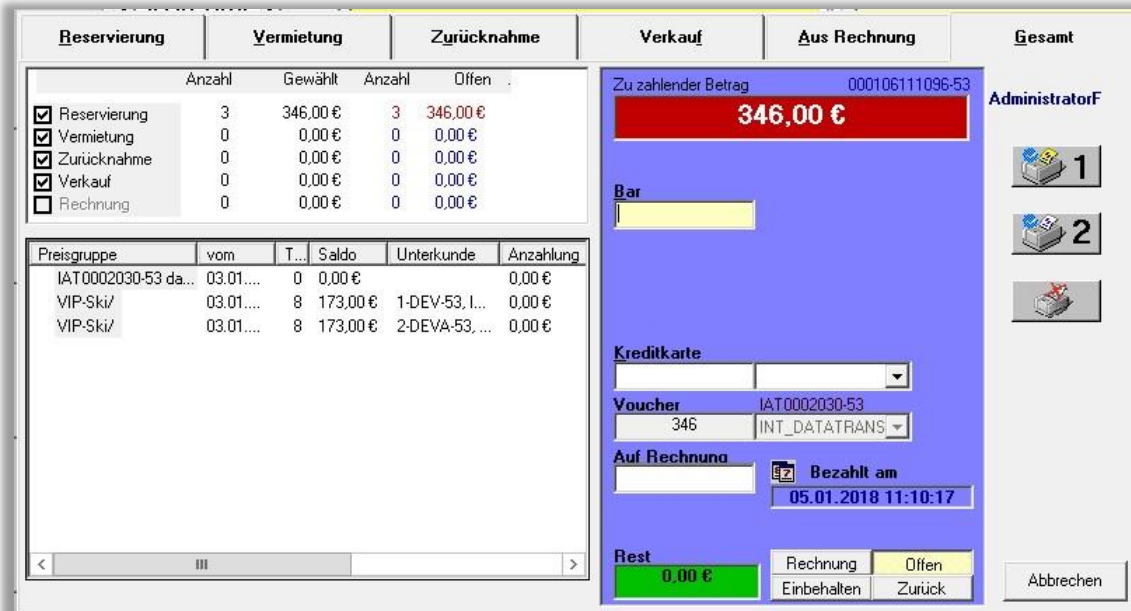 Reservierung Vermietung Zurücknahme Verkauf Aus Rechnung Gesamt
Anzahl Gewählt Anzahl Offen .
Reservierung 3 346,00 € 3 346,00 €
Vermietung 0 0,00 € 0 0,00 €
Zurücknahme 0 0,00 € 0 0,00 €
Verkauf 0 0,00 € 0 0,00 €
Rechnung 0 0,00 € 0 0,00 €
Preisgruppe vom T... Saldo Unterkunde Anzahlung
IAT0002030-53 da... 03.01.... 0 0,00 € 0,00 €
VIP-Ski/ 03.01.... 8 173,00 € 1-DEV-53, I... 0,00 €
VIP-Ski/ 03.01.... 8 173,00 € 2-DEVA-53, ... 0,00 €
Zu zahlender Betrag 000106111096-53
346,00 €
Bar
Kreditkarte
Voucher IAT0002030-53
346 INT_DATATRANS
Auf Rechnung
Bezahlt am
05.01.2018 11:10:17
Rest
0,00 €
Rechnung Offen
Einbehalten Zurück
AdministratorF
1
2
Abbrechen